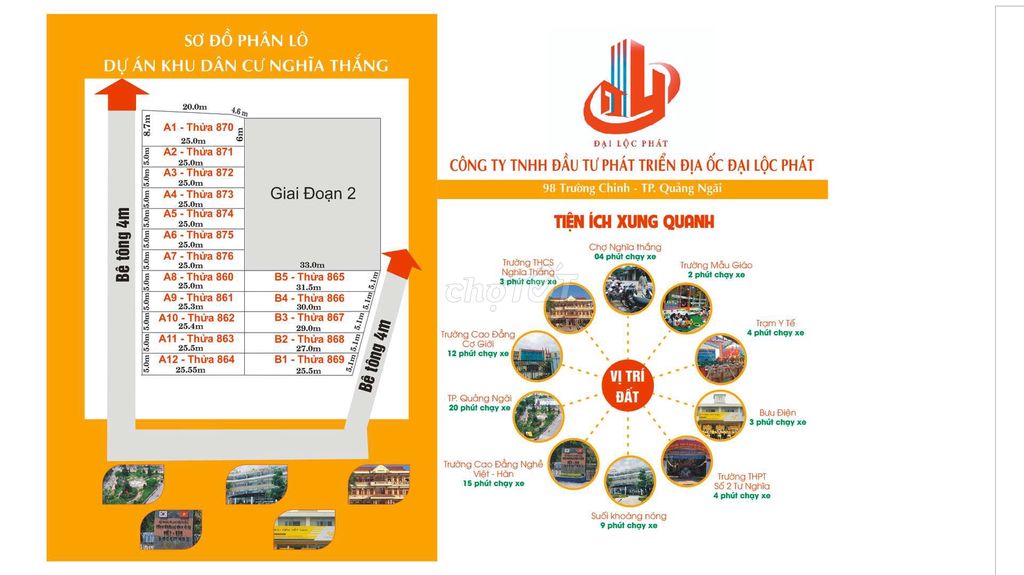 SƠ ĐỒ PHÂN LÔ
DỰ ÁN KHU DÂN CƯ NGHĨA THẮNG
20.0m
4.6 m
8.7m
A1 - Thửa 870
6m
25.0m
5.0m
A2 - Thửa 871
25.0m
5.0m
A3 - Thửa 872
25.0m
5.0m
A4 - Thửa 873
25.0m
5.0m
A5 - Thửa 874
25.0m
5.0m
A6 - Thửa 875
25.0m
5.0m
A7 - Thửa 876
25.0m
5.0m
A8 - Thửa 860
25.0m
5.0m
A9 - Thửa 861
25.3m
5.0m
A10 - Thửa 862
25.4m
5.0m
A11 - Thửa 863
25.5m
5.0m
A12 - Thửa 864
25.55m
Giai Đoạn 2
33.0m
B5 - Thửa 865
31.5m
5.1m
B4 - Thửa 866
30.0m
5.1m
B3 - Thửa 867
29.0m
5.1m
B2 - Thửa 868
27.0m
5.1m
B1 - Thửa 869
25.5m
5.1m
Bê tông 4m
Bê tông 4m
ĐẠI LỘC PHÁT
CÔNG TY TNHH ĐẦU TƯ PHÁT TRIỂN ĐỊA ỐC ĐẠI LỘC PHÁT
98 Trường Chinh - TP. Quảng Ngãi
TIỆN ÍCH XUNG QUANH
Chợ Nghĩa thắng
04 phút chạy xe
Trường THCS
Nghĩa Thắng
3 phút chạy xe
Trường Mẫu Giáo
2 phút chạy xe
chợTỐT
Trạm Y Tế
4 phút chạy xe
Trường Cao Đẳng
Cơ Giới
12 phút chạy xe
VỊ TRÍ
ĐẤT
TP. Quảng Ngãi
20 phút chạy xe
Bưu Điện
3 phút chạy xe
Trường Cao Đẳng Nghề
Việt - Hàn
15 phút chạy xe
Trường THPT
Số 2 Tư Nghĩa
4 phút chạy xe
Suối khoáng nóng
9 phút chạy xe